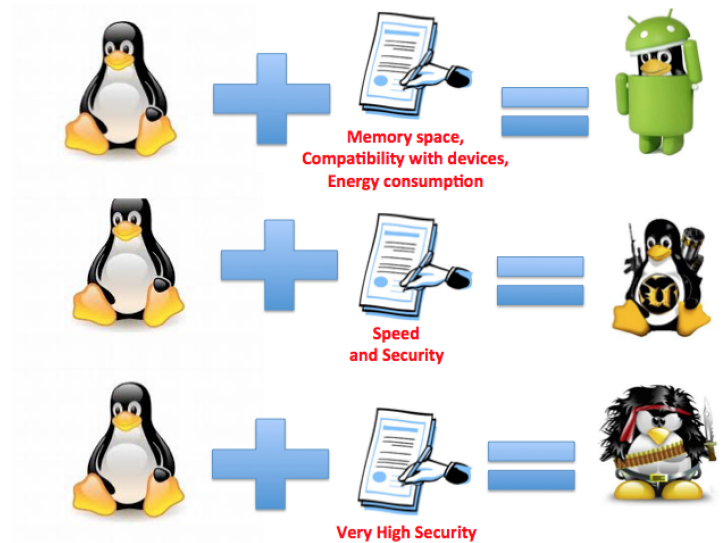 Memory space,
Compatibility with devices,
Energy consumption
Speed
and Security
Very High Security